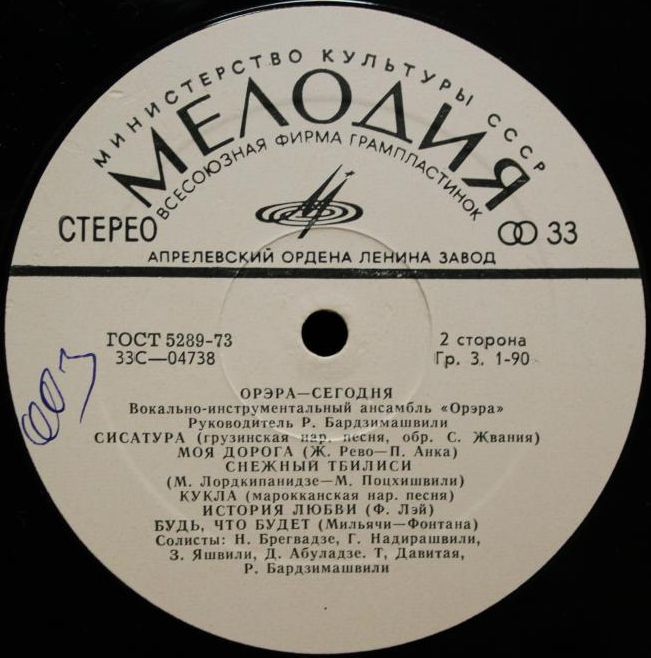 МИНИСТЕРСТВО КУЛЬТУРЫ СССР
МЕЛОДИЯ
ВСЕСОЮЗНАЯ ФИРМА ГРАМПЛАСТИНОК
СТЕРЕО
33
АПРЕЛЕВСКИЙ ОРДЕНА ЛЕНИНА ЗАВОД
ГОСТ 5289-73
2 сторона
33С—04738
Гр. 3. 1-90
003
ОРЭРА—СЕГОДНЯ
Вокально-инструментальный ансамбль «Орэра»
Руководитель Р. Бардзимашвили
СИСАТУРА (грузинская нар. песня, обр. С. Жвания)
МОЯ ДОРОГА (Ж. Рево—П. Анка)
СНЕЖНЫЙ ТБИЛИСИ
(М. Лордкипанидзе—М. Поцхишвили)
КУКЛА (марокканская нар. песня)
ИСТОРИЯ ЛЮБВИ (Ф. Лэй)
БУДЬ, ЧТО БУДЕТ (Мильячи—Фонтана)
Солисты: Н. Брегвадзе, Г. Надирашвили,
З. Яшвили, Д. Абуладзе. Т, Давитая,
Р. Бардзимашвили